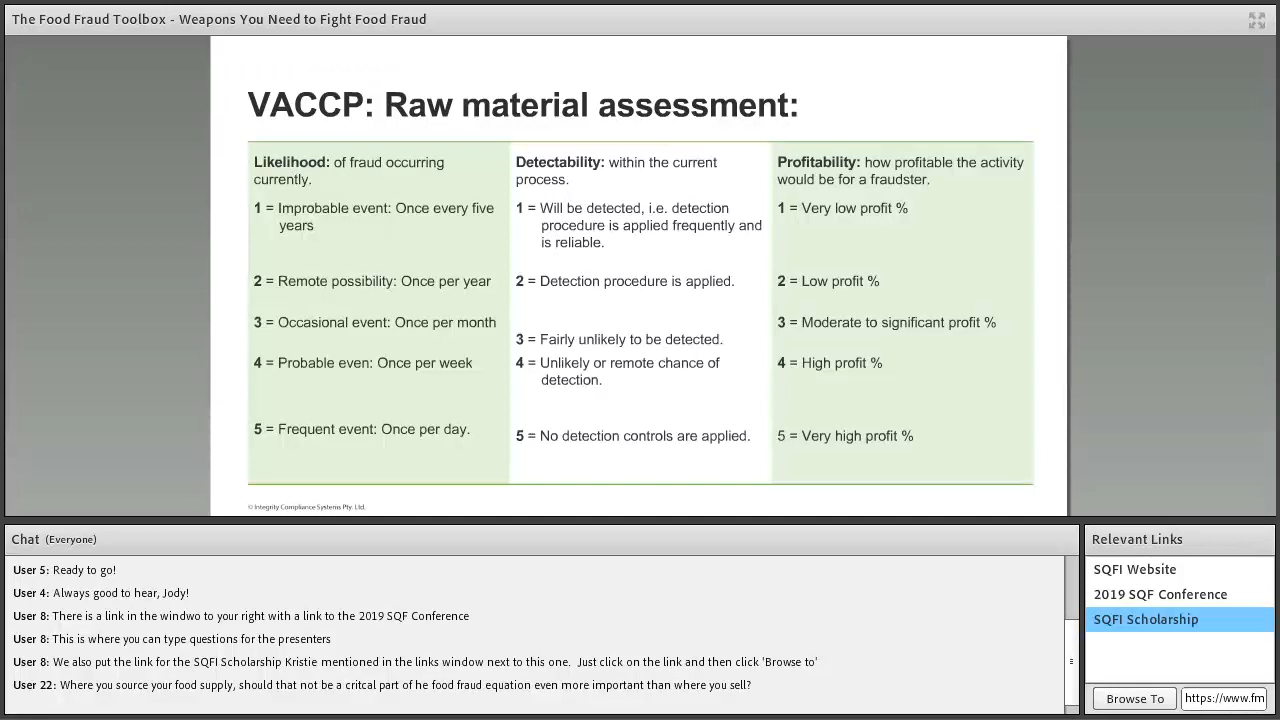 The Food Fraud Toolbox - Weapons You Need to Fight Food Fraud
VACCP: Raw material assessment:
Likelihood: of fraud occurring
currently.
1 = Improbable event: Once every five
years
2 = Remote possibility: Once per year
3 = Occasional event: Once per month
4 = Probable even: Once per week
5 = Frequent event: Once per day.
Detectability: within the current
process.
1 = Will be detected, i.e. detection
procedure is applied frequently and
is reliable.
2 = Detection procedure is applied.
3 = Fairly unlikely to be detected.
4 = Unlikely or remote chance of
detection.
5 = No detection controls are applied.
Profitability: how profitable the activity
would be for a fraudster.
1 = Very low profit %
2 = Low profit %
3 = Moderate to significant profit %
4 = High profit %
5 = Very high profit %
© Integrity Compliance Systems Pty. Ltd.
Chat (Everyone)
User 5: Ready to go!
User 4: Always good to hear, Jody!
User 8: There is a link in the windwo to your right with a link to the 2019 SQF Conference
User 8: This is where you can type questions for the presenters
User 8: We also put the link for the SQFI Scholarship Kristie mentioned in the links window next to this one.  Just click on the link and then click 'Browse to'
User 22: Where you source your food supply, should that not be a critcal part of he food fraud equation even more important than where you sell?
Relevant Links
SQFI Website
2019 SQF Conference
SQFI Scholarship
Browse To
https://www.fm